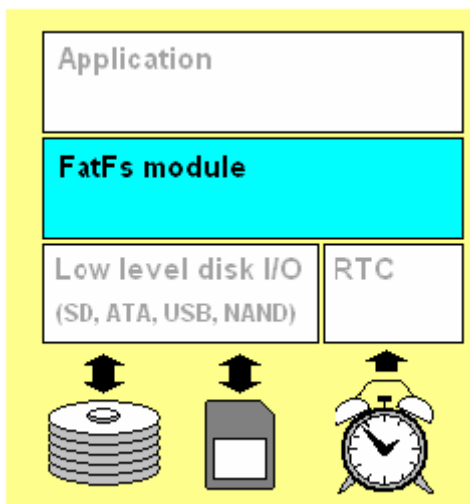 Application
FatFs module
Low level disk I/O
(SD, ATA, USB, NAND)
RTC